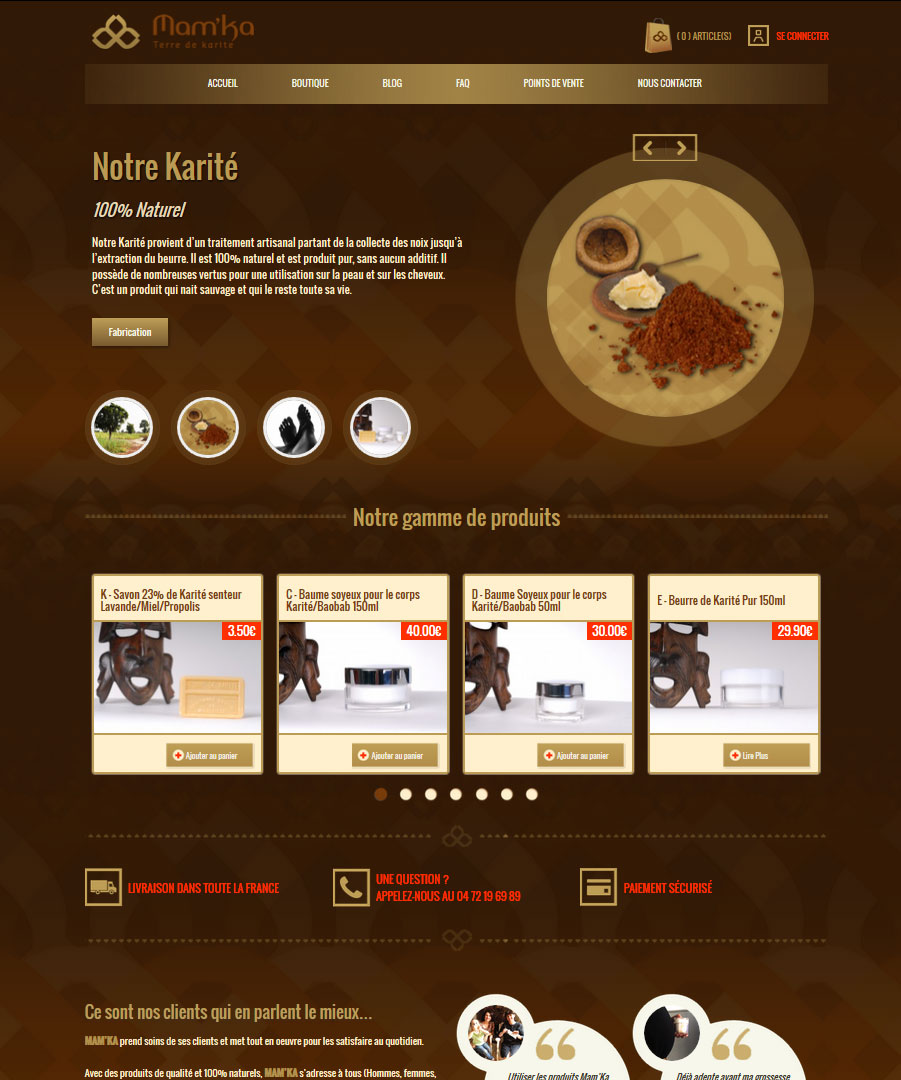 Mam'Ka
Terre de karité
( 0 ) ARTICLE(S)
SE CONNECTER
ACCUEIL
BOUTIQUE
BLOG
FAQ
POINTS DE VENTE
NOUS CONTACTER
Notre Karité
100% Naturel
Notre Karité provient d'un traitement artisanal partant de la collecte des noix jusqu'à
l'extraction du beurre. Il est 100% naturel et est produit pur, sans aucun additif. Il
possède de nombreuses vertus pour une utilisation sur la peau et sur les cheveux.
C'est un produit qui nait sauvage et qui le reste toute sa vie.
Fabrication
Notre gamme de produits
K - Savon 23% de Karité senteur
Lavande/Miel/Propolis
3.50€
Ajouter au panier
C - Baume soyeux pour le corps
Karité/Baobab 150ml
40.00€
Ajouter au panier
D - Baume Soyeux pour le corps
Karité/Baobab 50ml
30.00€
Ajouter au panier
E - Beurre de Karité Pur 150ml
29.90€
Lire Plus
LIVRAISON DANS TOUTE LA FRANCE
UNE QUESTION ?
APPELEZ-NOUS AU 04 72 19 69 89
PAIEMENT SÉCURISÉ
Ce sont nos clients qui en parlent le mieux...
MAM'KA prend soins de ses clients et met tout en oeuvre pour les satisfaire au quotidien.
Avec des produits de qualité et 100% naturels, MAM'KA s'adresse à tous (Hommes, femmes,
Utiliser les produits Mam'Ka
Déjà adepte avant ma grossesse